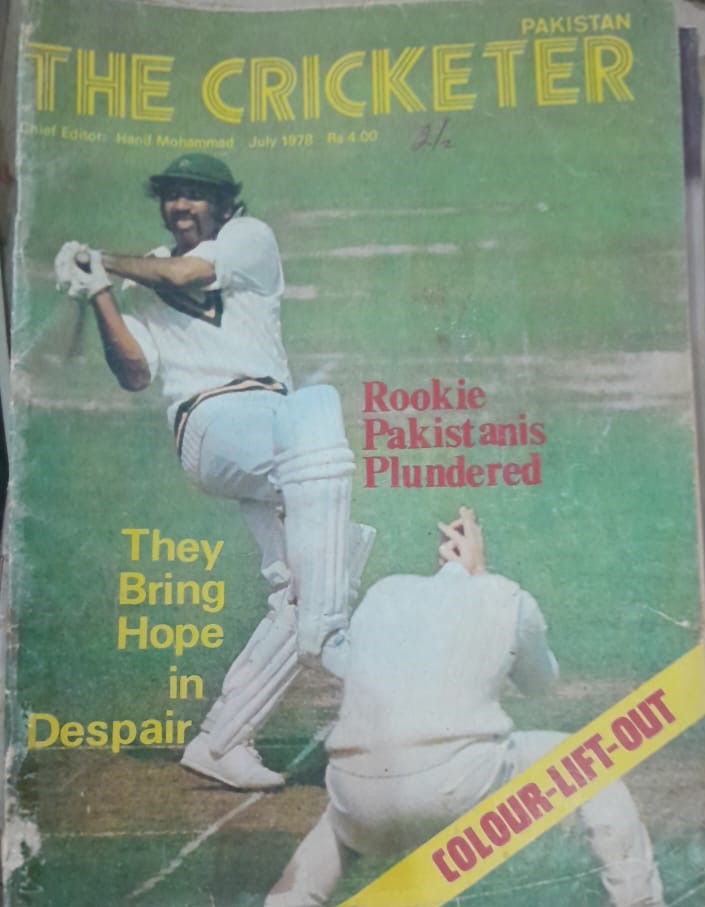 PAKISTAN
THE CRICKETER
Chief Editor: Hanif Mohammad July 1978 Rs 4.00
Rookie
Pakistanis
Plundered
They
Bring
Hope
in
Despair
COLOUR-LIFT-OUT